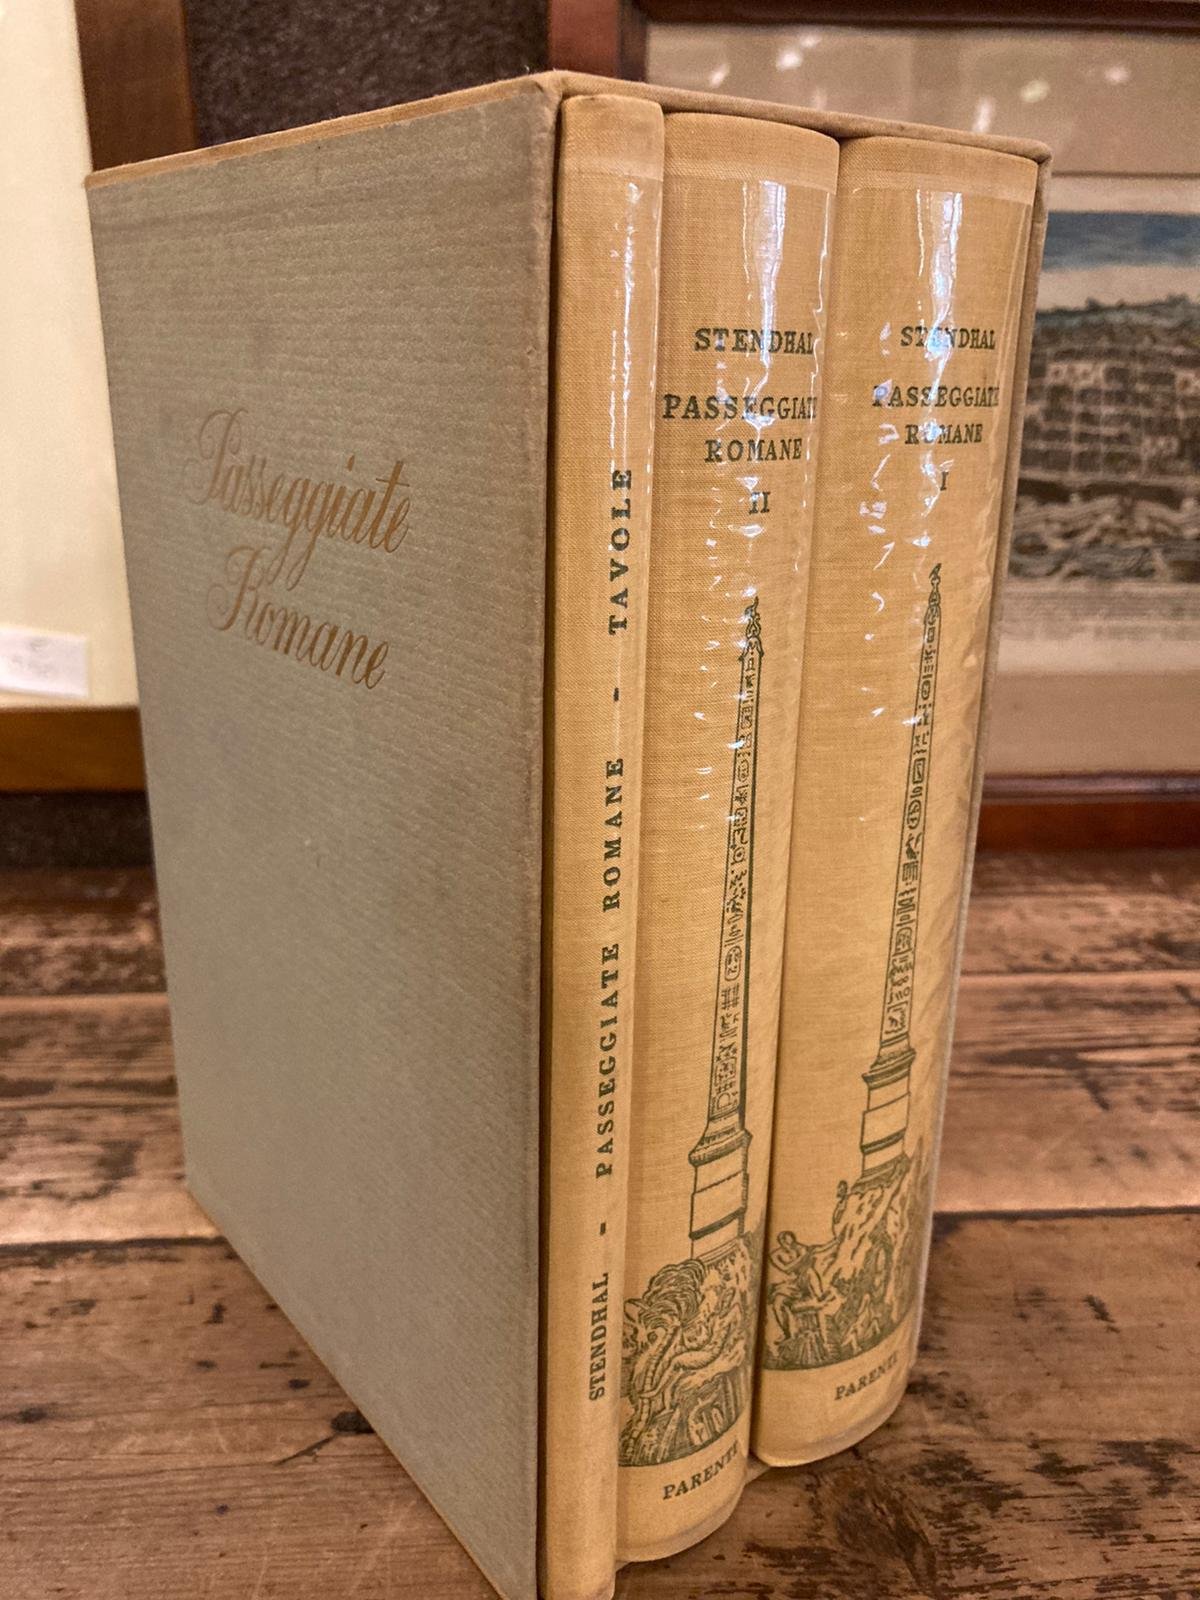 Passeggiate
Romane
STENDHAL - PASSEGGIATE ROMANE - TAVOLE
STENDHAL
PASSEGGIATE
ROMANE
II
PARENTI
STENDHAL
PASSEGGIATE
ROMANE
I
PARENTI